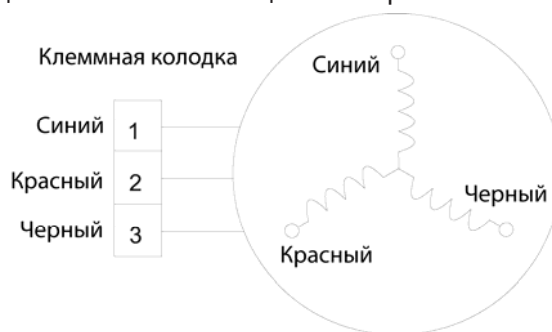 Клеммная колодка
Синий
Синий 1
Красный 2
Черный
Черный 3
Красный